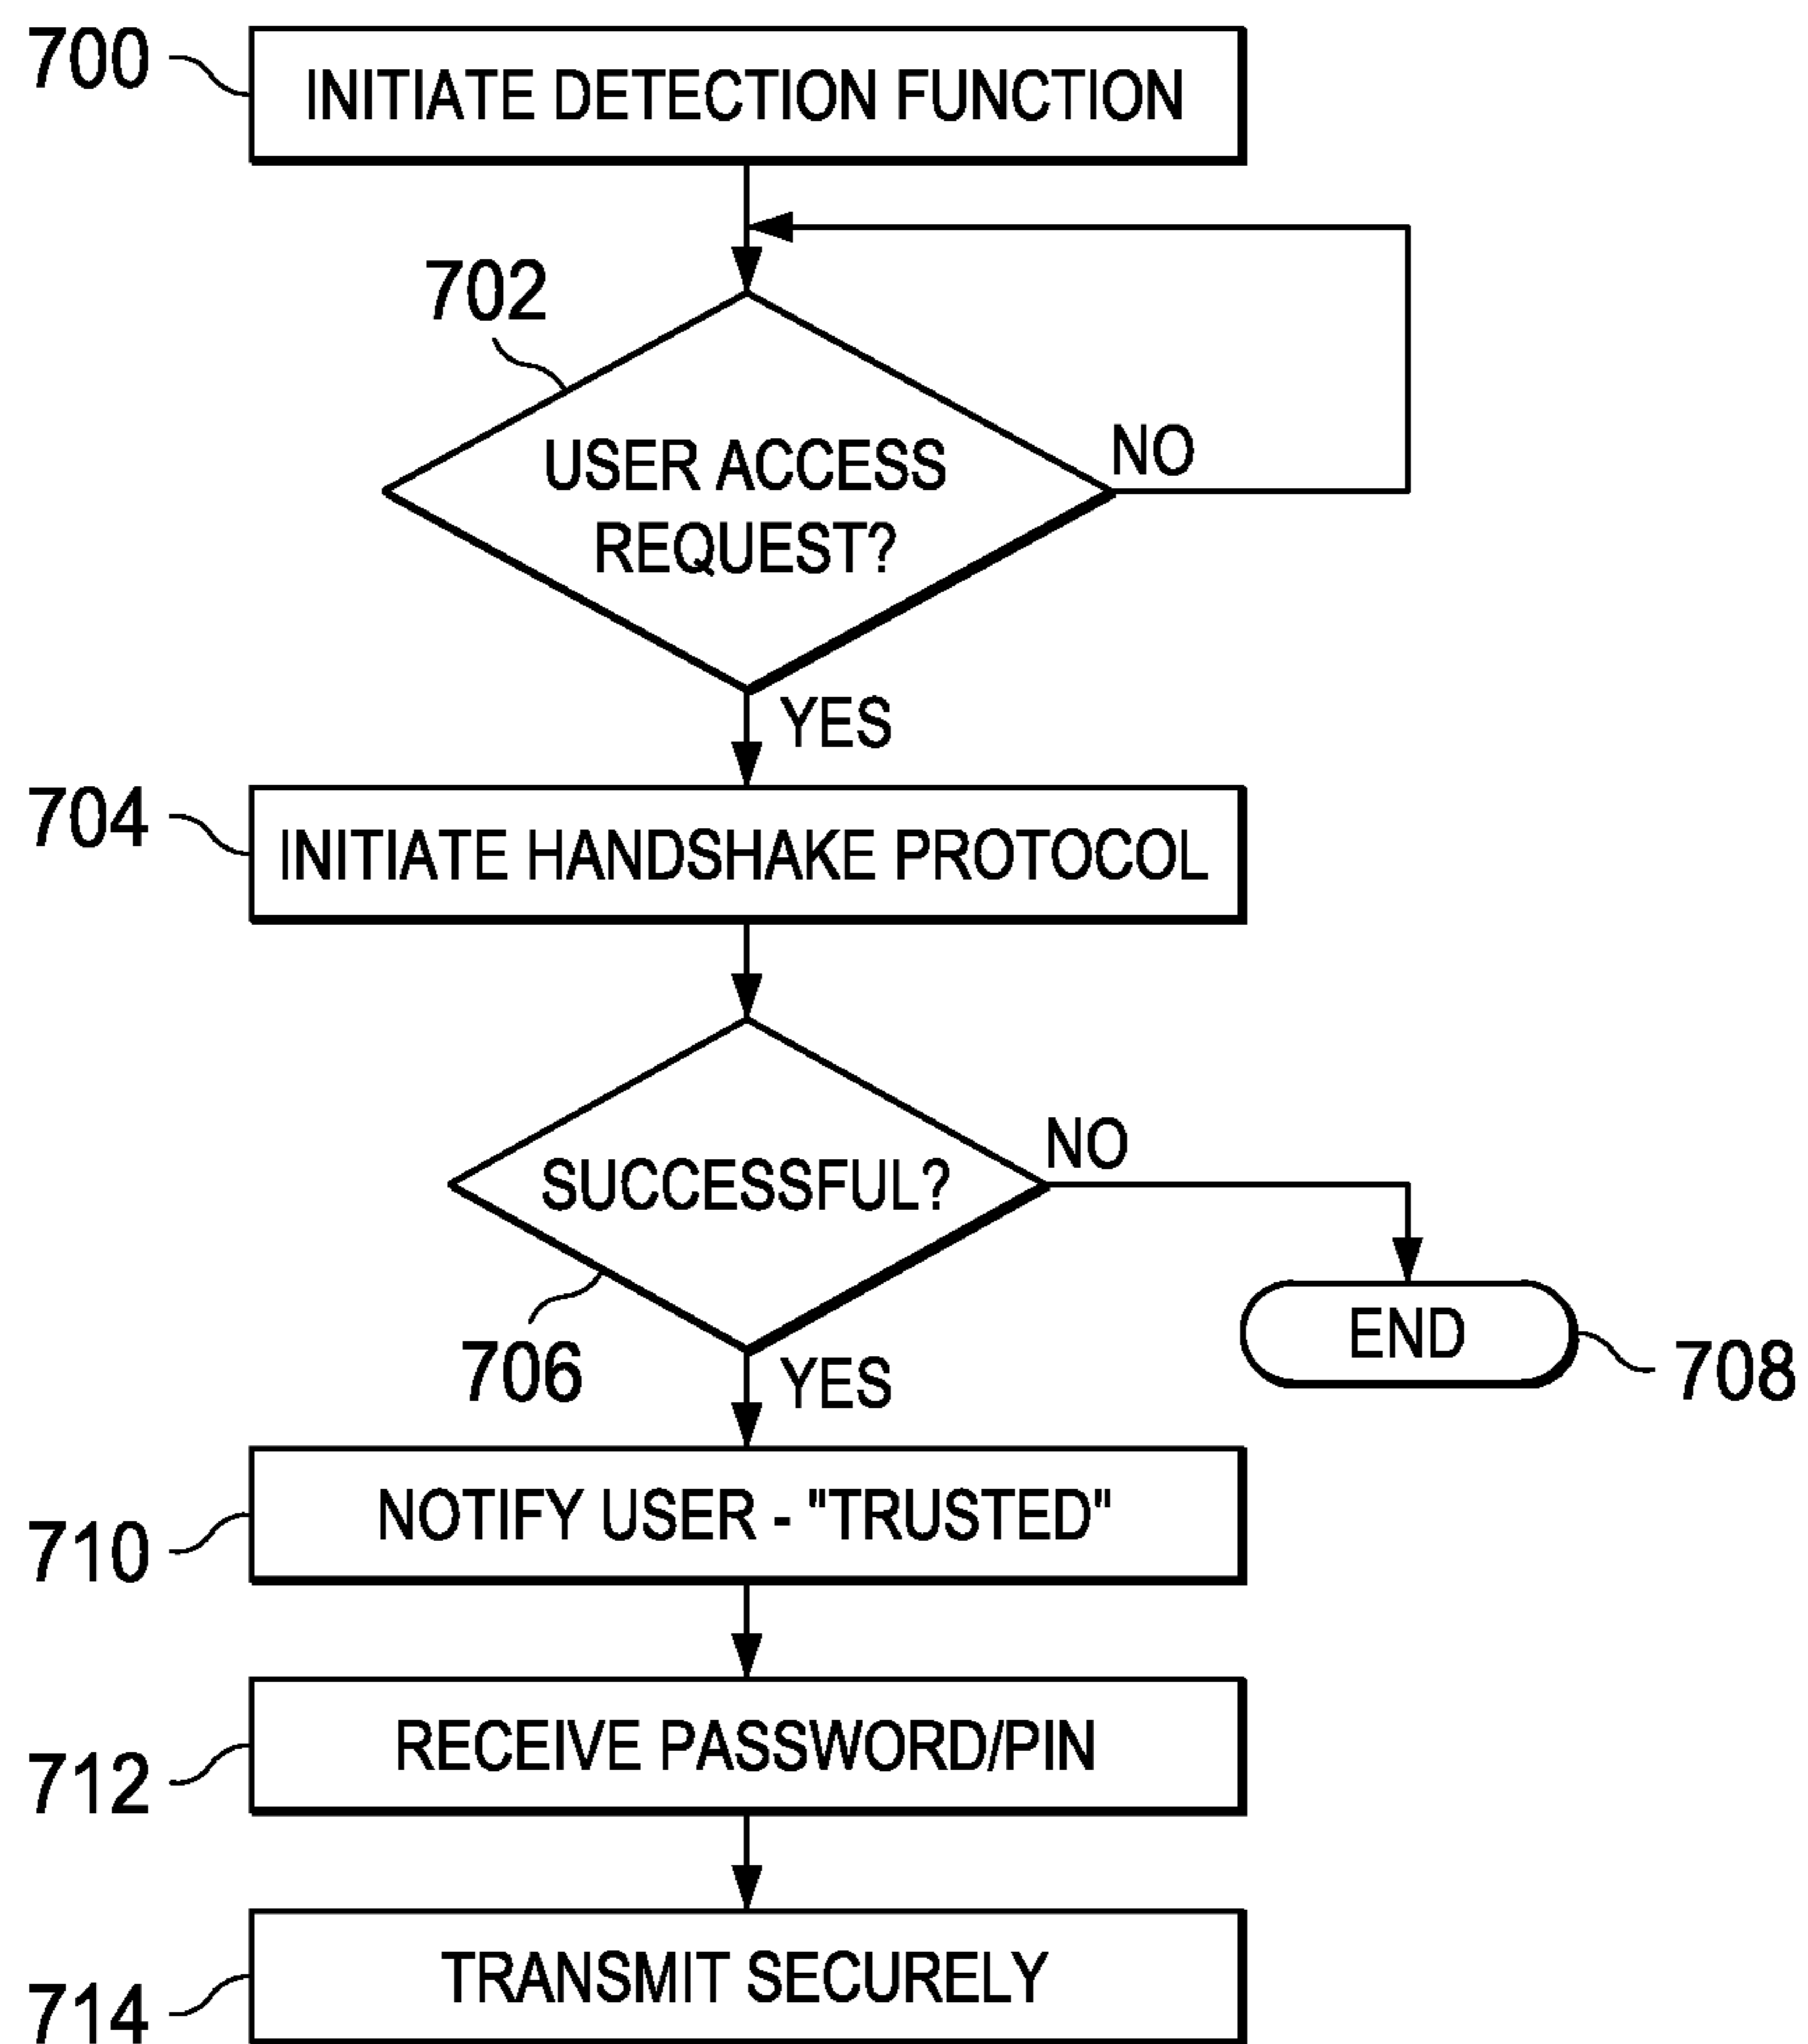 700
INITIATE DETECTION FUNCTION
702
USER ACCESS
REQUEST?
NO
YES
704
INITIATE HANDSHAKE PROTOCOL
SUCCESSFUL?
NO
706
YES
END
708
NOTIFY USER - "TRUSTED"
710
RECEIVE PASSWORD/PIN
712
TRANSMIT SECURELY
714